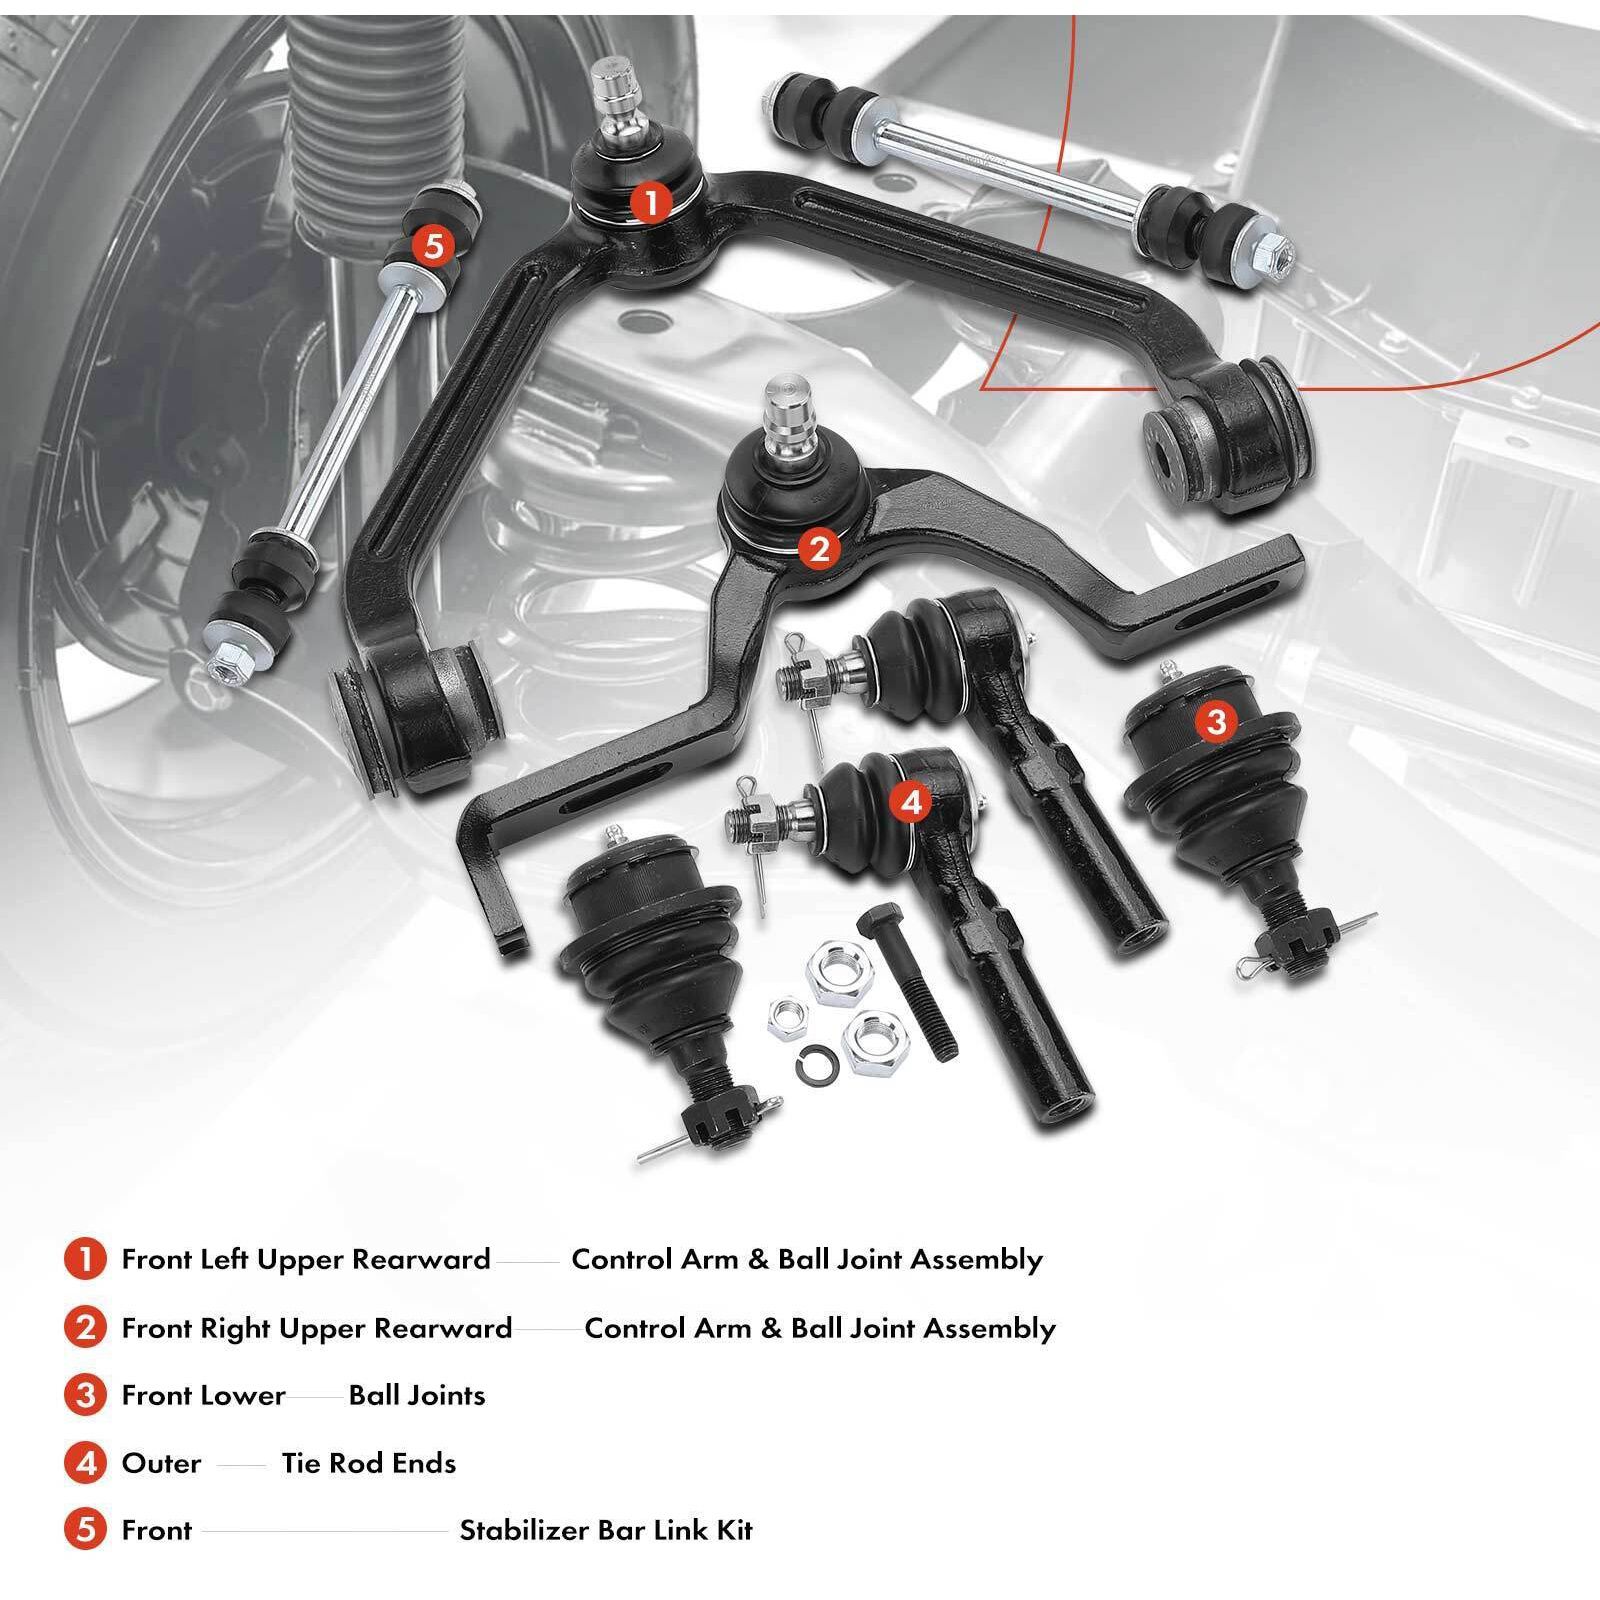 1
5
2
3
4
1 Front Left Upper Rearward Control Arm & Ball Joint Assembly
2 Front Right Upper Rearward Control Arm & Ball Joint Assembly
3 Front Lower Ball Joints
4 Outer Tie Rod Ends
5 Front Stabilizer Bar Link Kit